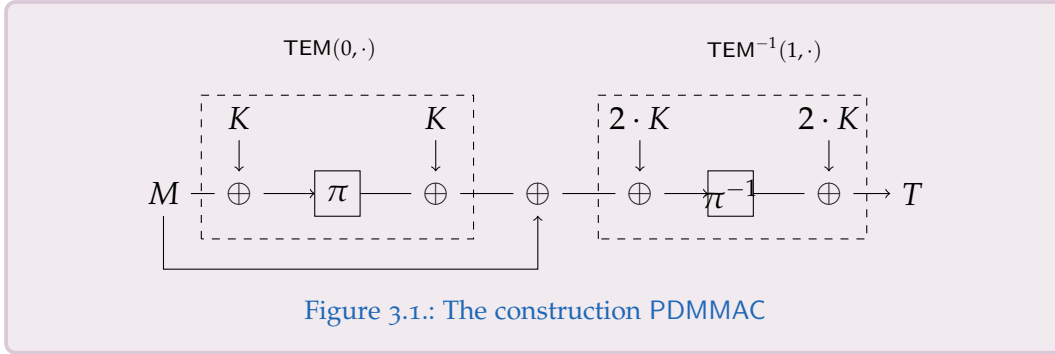 TEM(0, ·) TEM⁻¹(1, ·)
K K 2 · K 2 · K
M ⊕ π ⊕ ⊕ ⊕ π⁻¹ ⊕ T
Figure 3.1.: The construction PDMMAC